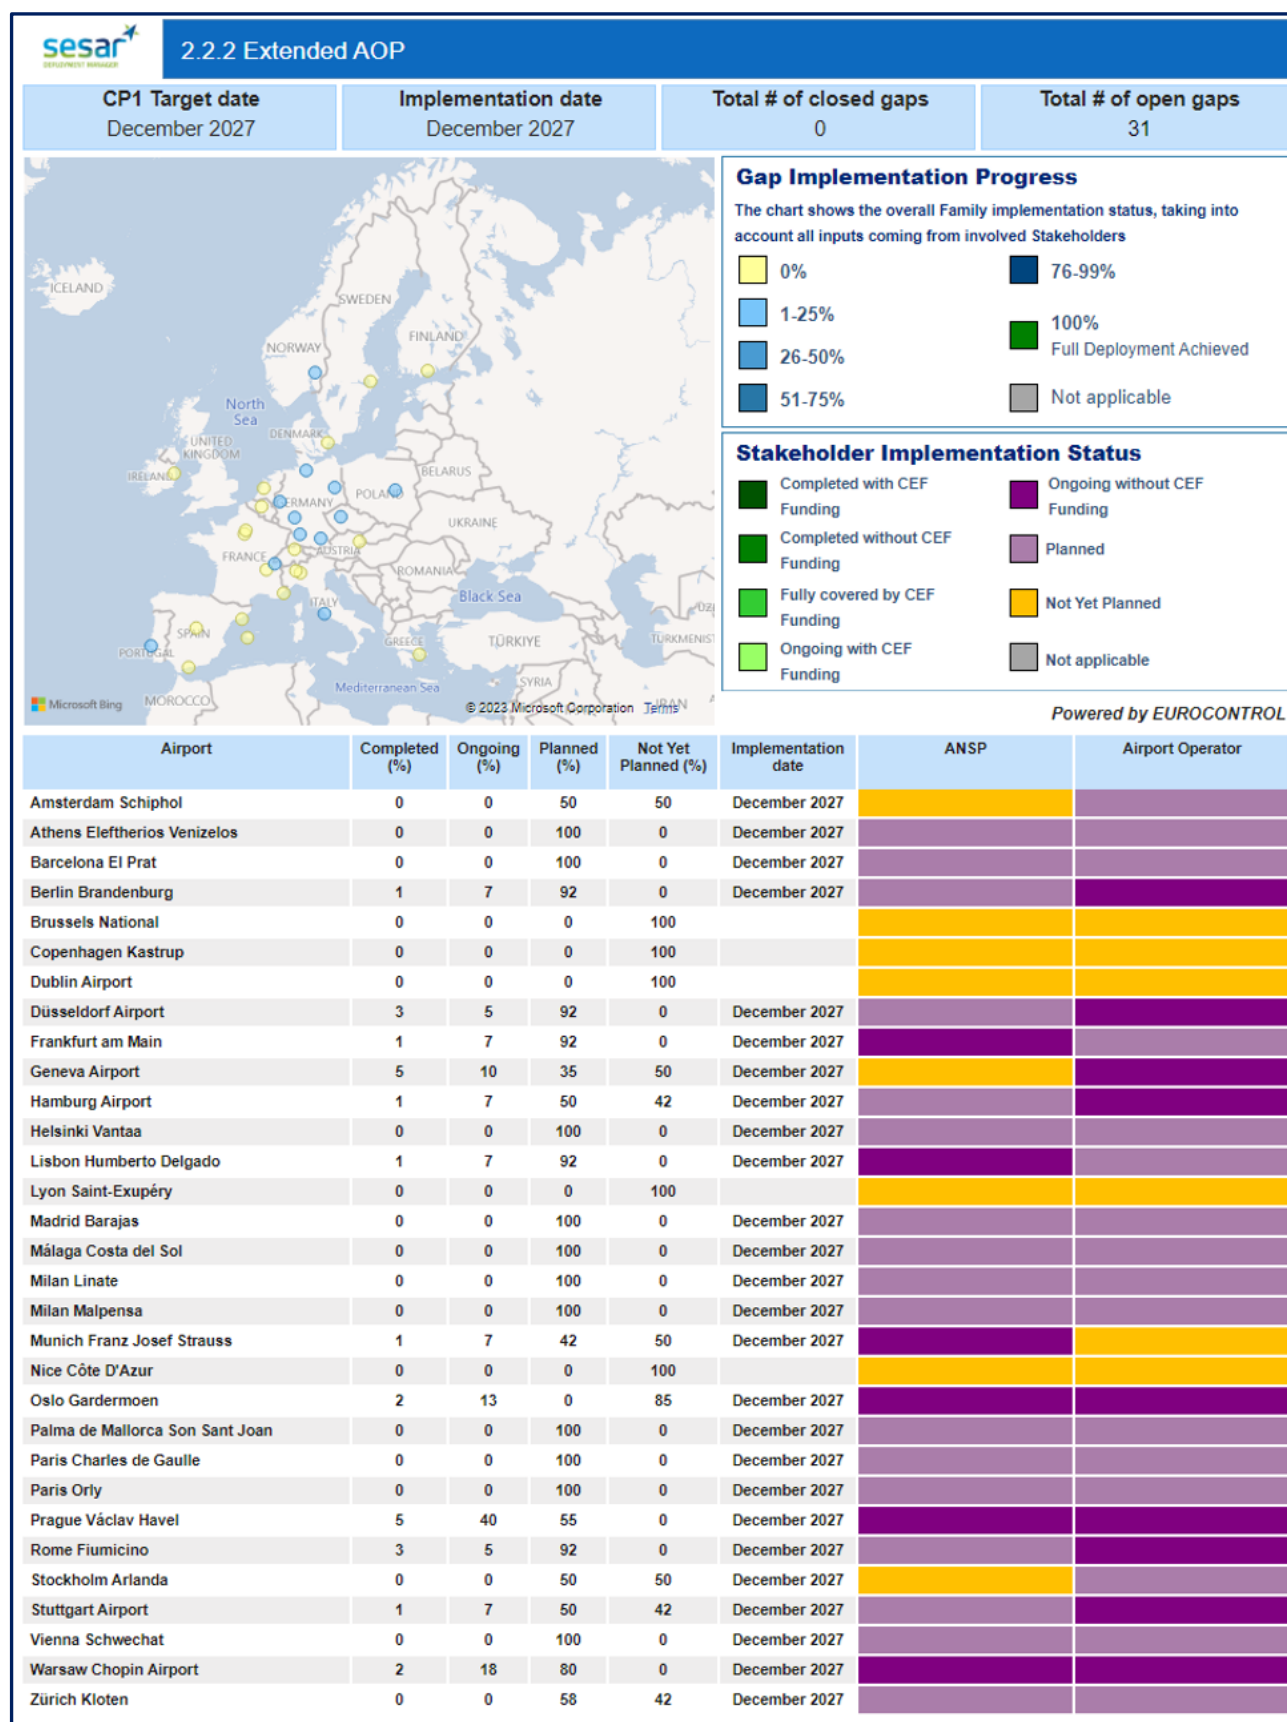 sesar
DEPLOYMENT MANAGER
2.2.2 Extended AOP
CP1 Target date
December 2027
Implementation date
December 2027
Total # of closed gaps
0
Total # of open gaps
31
ICELAND
SWEDEN
FINLAND
NORWAY
North
Sea
DENMARK
UNITED
KINGDOM
IRELAND
BELARUS
GERMANY
POLAND
UKRAINE
FRANCE
AUSTRIA
ROMANIA
ITALY
Black Sea
SPAIN
PORTUGAL
GREECE
TÜRKIYE
TURKMENIST
SYRIA
Mediterranean Sea
MOROCCO
IRAN
Microsoft Bing
© 2023 Microsoft Corporation Terms
Gap Implementation Progress
The chart shows the overall Family implementation status, taking into
account all inputs coming from involved Stakeholders
0%
1-25%
26-50%
51-75%
76-99%
100%
Full Deployment Achieved
Not applicable
Stakeholder Implementation Status
Completed with CEF
Funding
Completed without CEF
Funding
Fully covered by CEF
Funding
Ongoing with CEF
Funding
Ongoing without CEF
Funding
Planned
Not Yet Planned
Not applicable
Powered by EUROCONTROL
Airport Completed (%) Ongoing (%) Planned (%) Not Yet Planned (%) Implementation date ANSP Airport Operator
Amsterdam Schiphol 0 0 50 50 December 2027
Athens Eleftherios Venizelos 0 0 100 0 December 2027
Barcelona El Prat 0 0 100 0 December 2027
Berlin Brandenburg 1 7 92 0 December 2027
Brussels National 0 0 0 100
Copenhagen Kastrup 0 0 0 100
Dublin Airport 0 0 0 100
Düsseldorf Airport 3 5 92 0 December 2027
Frankfurt am Main 1 7 92 0 December 2027
Geneva Airport 5 10 35 50 December 2027
Hamburg Airport 1 7 50 42 December 2027
Helsinki Vantaa 0 0 100 0 December 2027
Lisbon Humberto Delgado 1 7 92 0 December 2027
Lyon Saint-Exupéry 0 0 0 100
Madrid Barajas 0 0 100 0 December 2027
Málaga Costa del Sol 0 0 100 0 December 2027
Milan Linate 0 0 100 0 December 2027
Milan Malpensa 0 0 100 0 December 2027
Munich Franz Josef Strauss 1 7 42 50 December 2027
Nice Côte D'Azur 0 0 0 100
Oslo Gardermoen 2 13 0 85 December 2027
Palma de Mallorca Son Sant Joan 0 0 100 0 December 2027
Paris Charles de Gaulle 0 0 100 0 December 2027
Paris Orly 0 0 100 0 December 2027
Prague Václav Havel 5 40 55 0 December 2027
Rome Fiumicino 3 5 92 0 December 2027
Stockholm Arlanda 0 0 50 50 December 2027
Stuttgart Airport 1 7 50 42 December 2027
Vienna Schwechat 0 0 100 0 December 2027
Warsaw Chopin Airport 2 18 80 0 December 2027
Zürich Kloten 0 0 58 42 December 2027